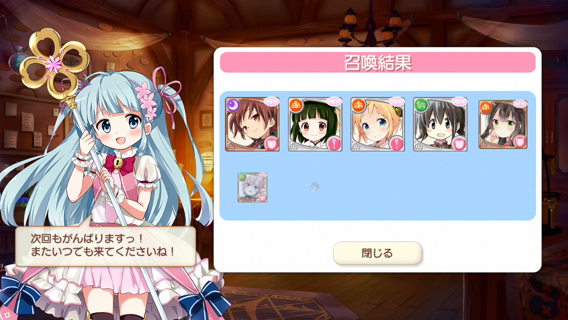 召喚結果
次回もがんばりますっ！
またいつでも来てくださいね！
閉じる